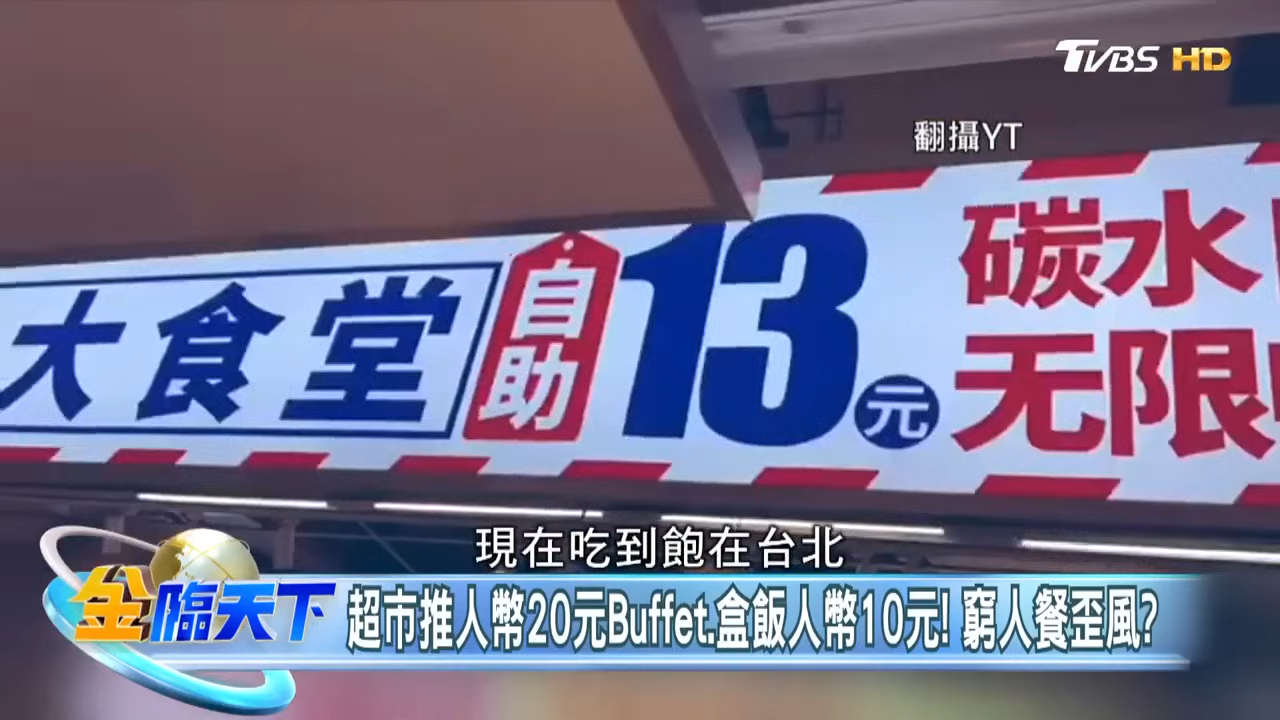 TVBS HD
翻攝YT
大食堂
自助
13元
碳水
无限
現在吃到飽在台北
金臨天下
超市推人幣20元Buffet.盒飯人幣10元! 窮人餐歪風?